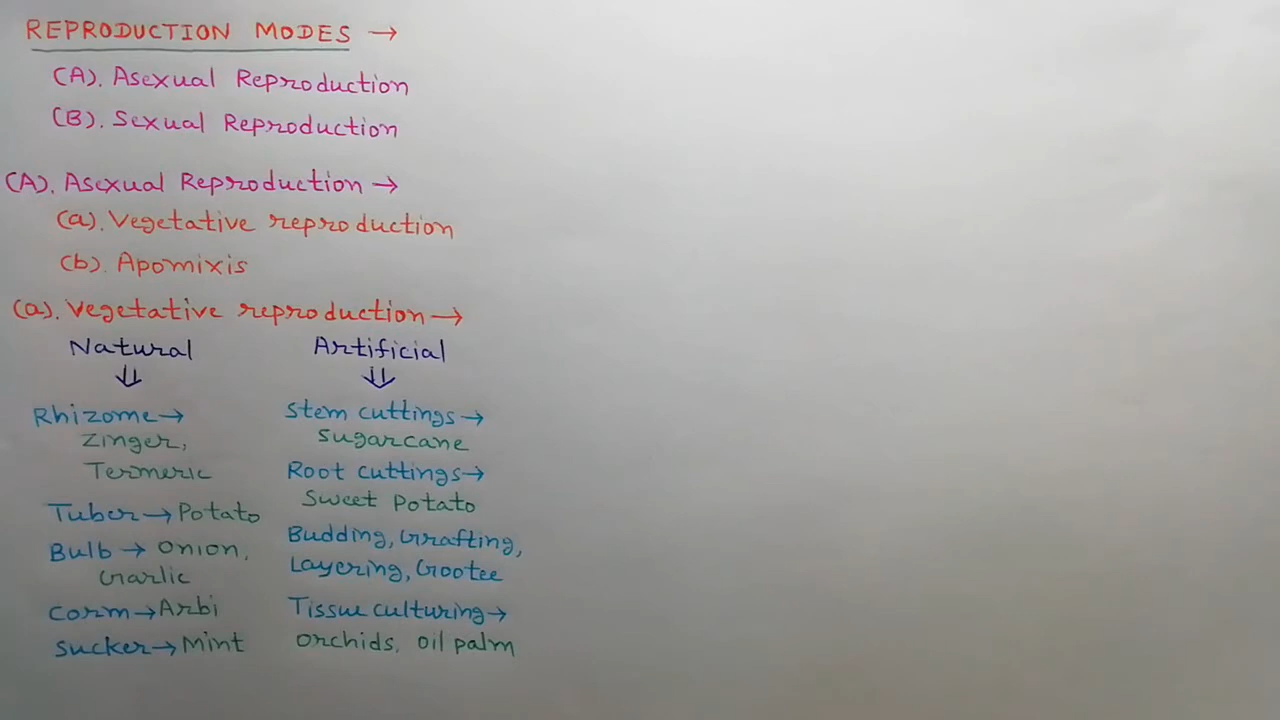 REPRODUCTION MODES →
(A). Asexual Reproduction
(B). Sexual Reproduction
(A). Asexual Reproduction →
(a). Vegetative reproduction
(b). Apomixis
(a). Vegetative reproduction →
Natural
⇓
Rhizome →
Zinger,
Termeric
Tuber → Potato
Bulb → Onion,
Garlic
Corm → Arbi
Sucker → Mint
Artificial
⇓
Stem cuttings →
Sugarcane
Root cuttings →
Sweet Potato
Budding, Grafting,
Layering, Gootee
Tissue culturing →
Orchids, Oil palm